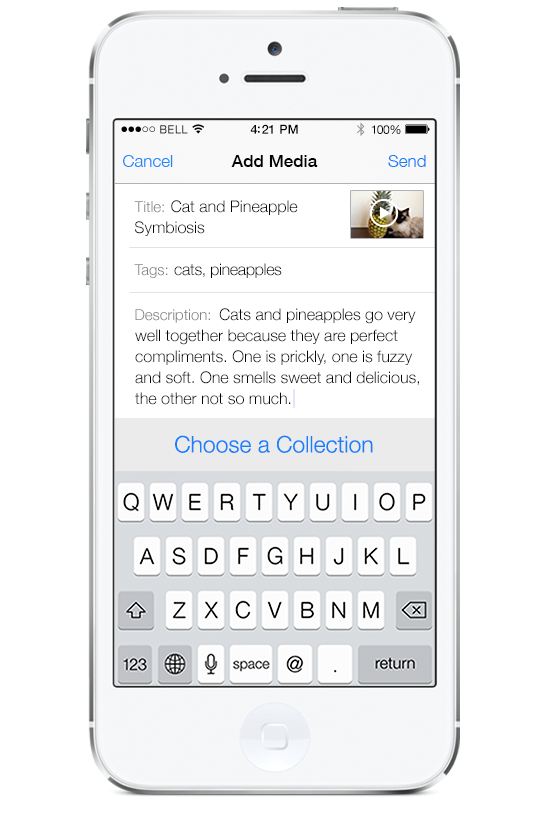 BELL 4:21 PM 100%
Cancel Add Media Send
Title: Cat and Pineapple
Symbiosis
Tags: cats, pineapples
Description: Cats and pineapples go very
well together because they are perfect
compliments. One is prickly, one is fuzzy
and soft. One smells sweet and delicious,
the other not so much.
Choose a Collection
Q W E R T Y U I O P
A S D F G H J K L
Z X C V B N M
123 space @ . return